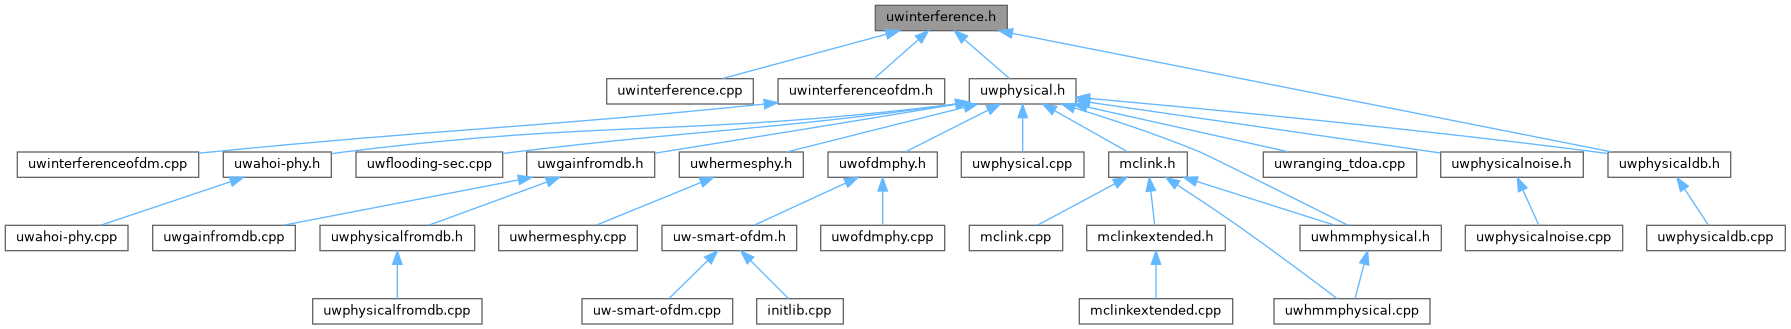 uwinterference.h
uwinterference.cpp
uwinterferenceofdm.h
uwphysical.h
uwinterferenceofdm.cpp
uwahoi-phy.h
uwflooding-sec.cpp
uwgainfromdb.h
uwhermesphy.h
uwofdmphy.h
uwphysical.cpp
mclink.h
uwranging_tdoa.cpp
uwphysicalnoise.h
uwphysicaldb.h
uwahoi-phy.cpp
uwgainfromdb.cpp
uwphysicalfromdb.h
uwhermesphy.cpp
uw-smart-ofdm.h
uwofdmphy.cpp
mclink.cpp
mclinkextended.h
uwhmmphysical.h
uwphysicalnoise.cpp
uwphysicaldb.cpp
uwphysicalfromdb.cpp
uw-smart-ofdm.cpp
initlib.cpp
mclinkextended.cpp
uwhmmphysical.cpp